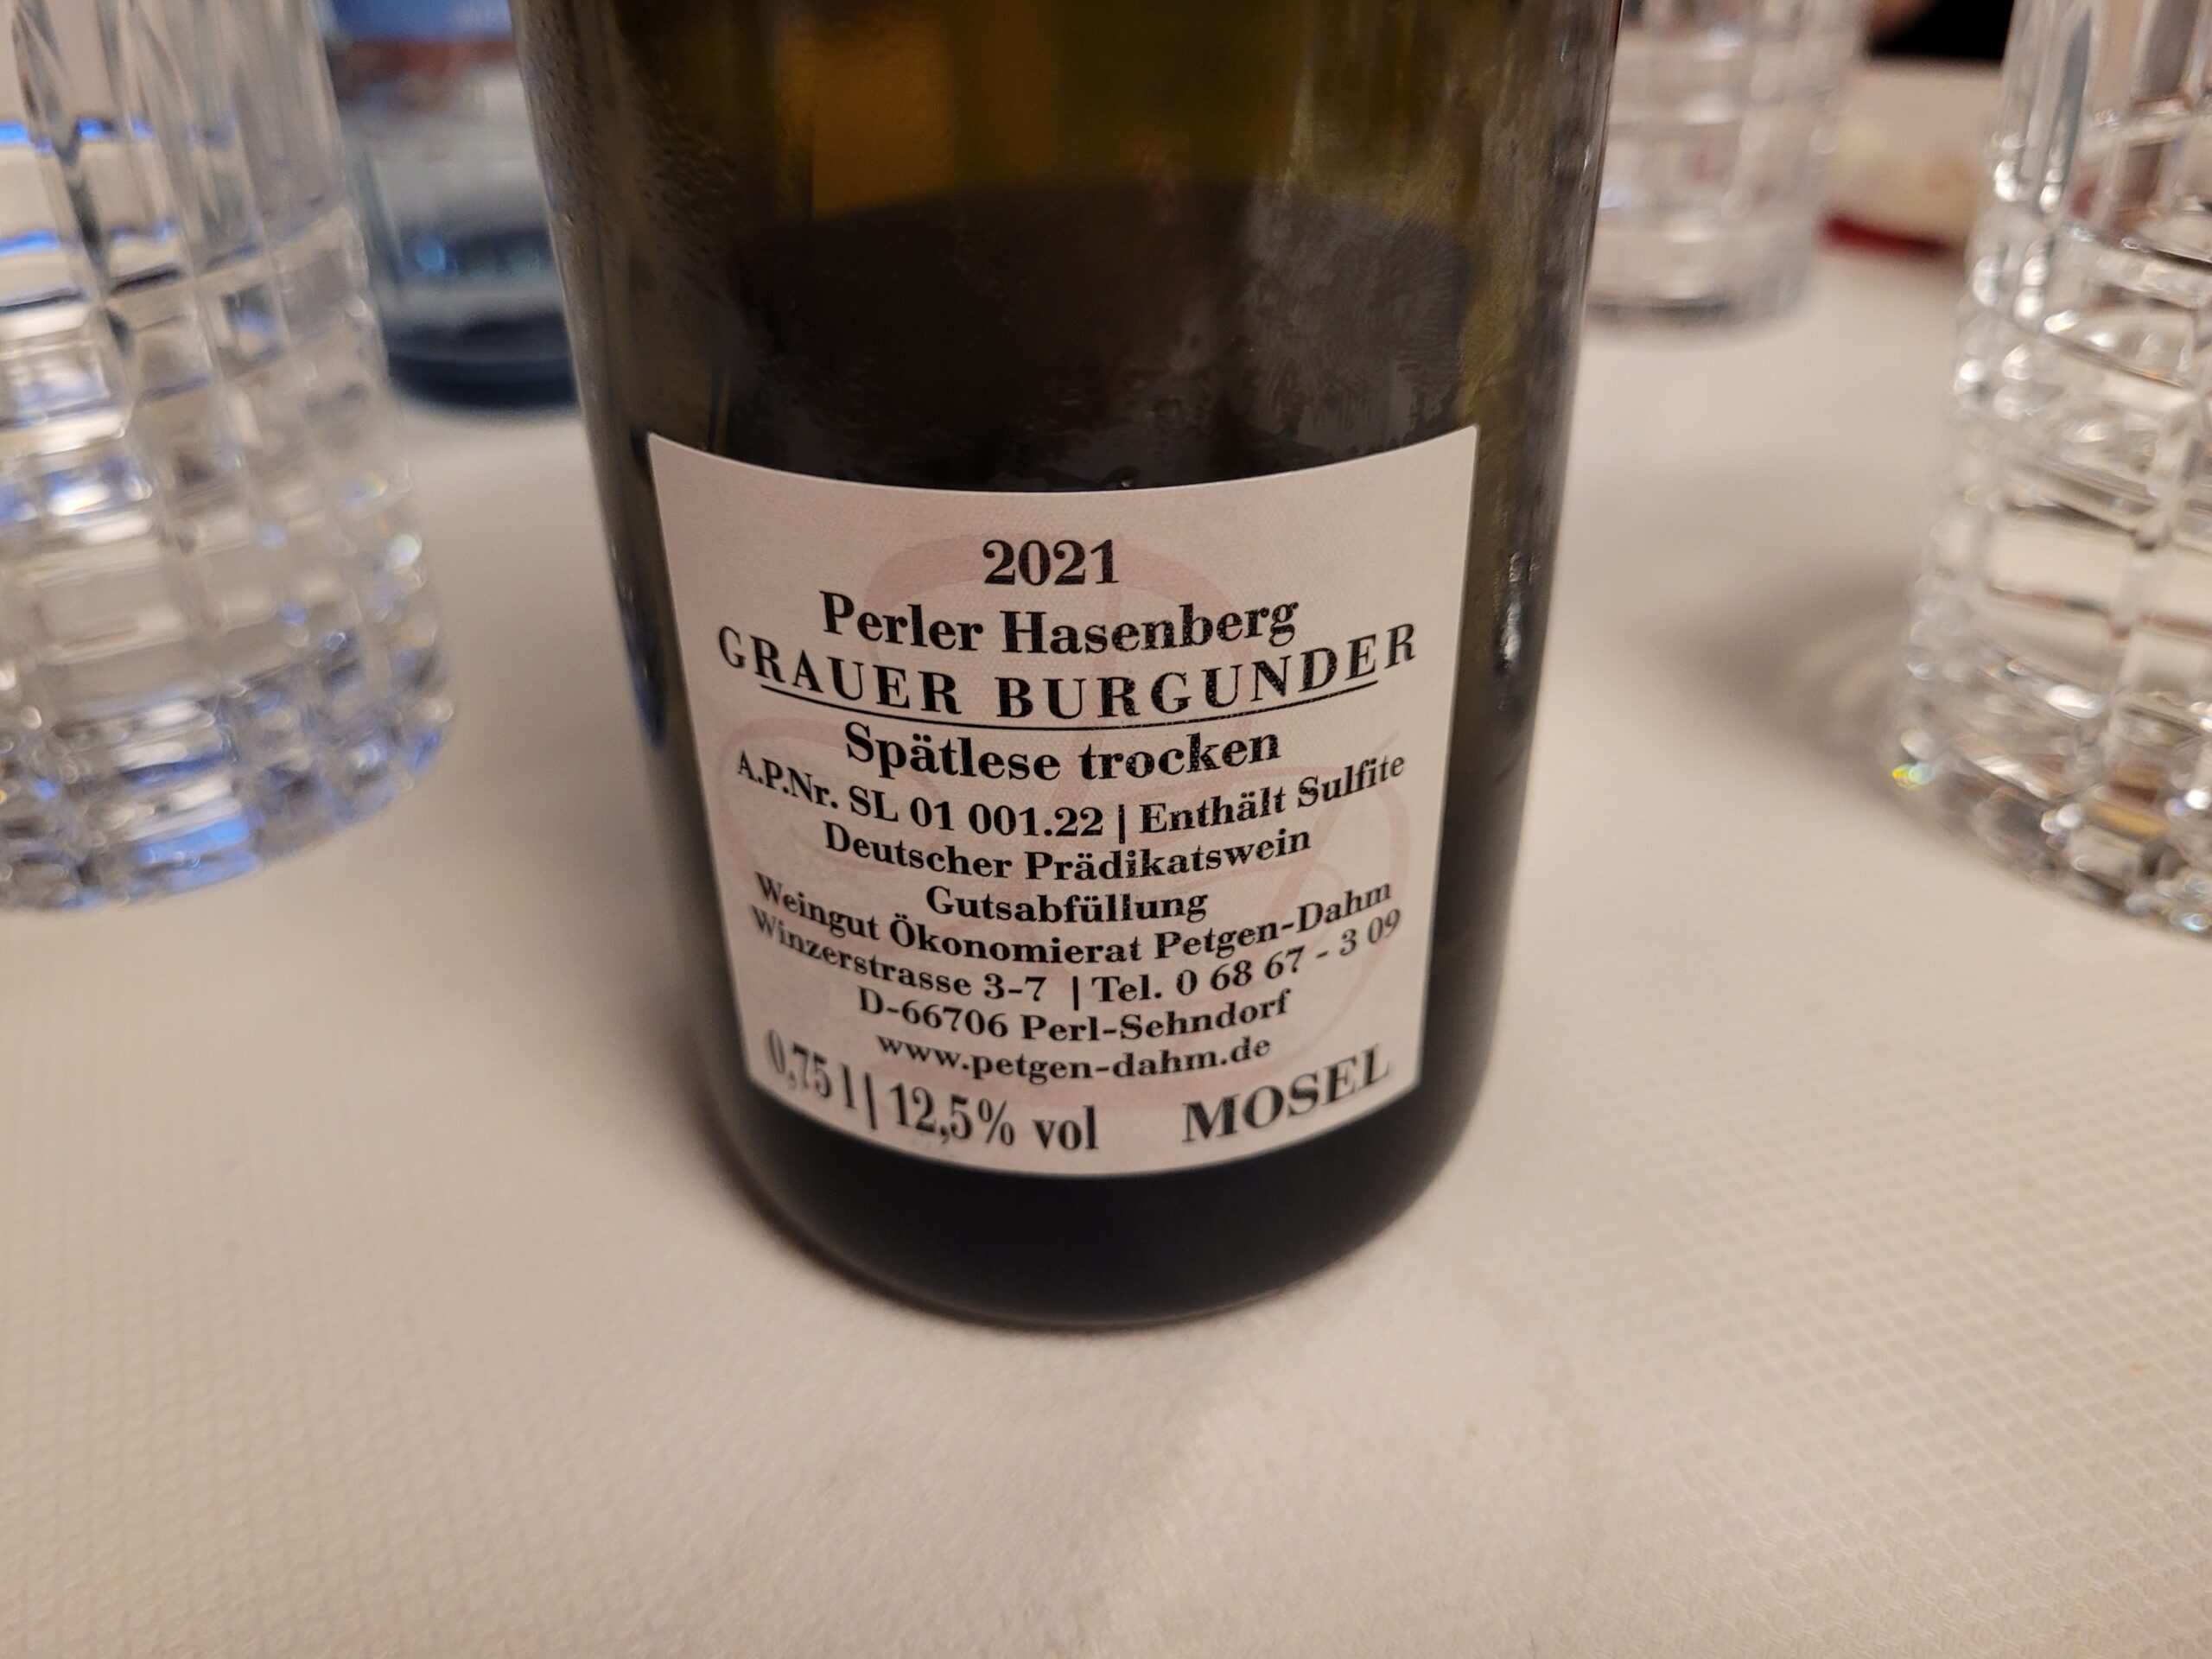 2021
Perler Hasenberg
GRAUER BURGUNDER
Spätlese trocken
A.P.Nr. SL 01 001.22 | Enthält Sulfite
Deutscher Prädikatswein
Gutsabfüllung
Weingut Ökonomierat Petgen-Dahm
Winzerstrasse 3-7 | Tel. 0 68 67 - 3 09
D-66706 Perl-Sehndorf
www.petgen-dahm.de
0,75 l | 12,5% vol MOSEL